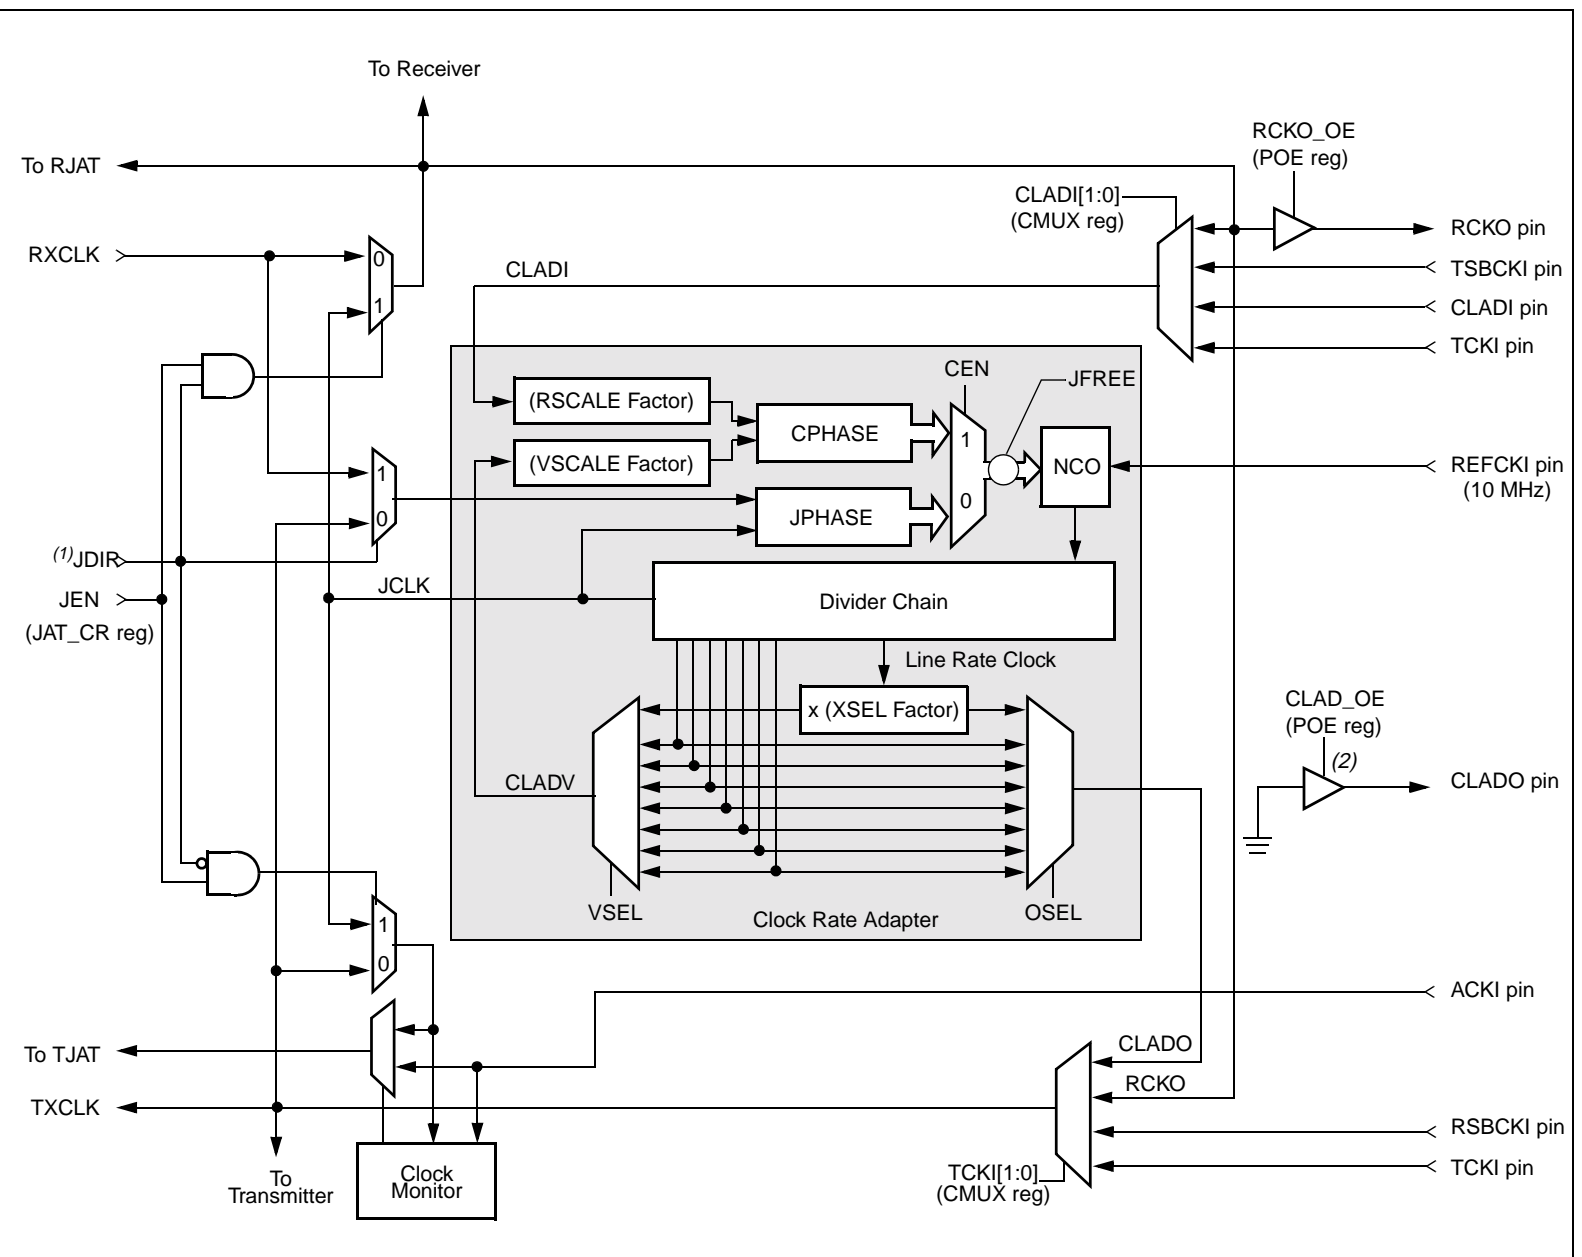 To Receiver
To RJAT
RCKO_OE
(POE reg)
CLADI[1:0]
(CMUX reg)
RCKO pin
RXCLK
0
1
CLADI
TSBCKI pin
CLADI pin
TCKI pin
CEN
JFREE
(RSCALE Factor)
CPHASE
1
0
NCO
REFCKI pin
(10 MHz)
(VSCALE Factor)
1
0
JPHASE
(1)JDIR
JEN
(JAT_CR reg)
JCLK
Divider Chain
Line Rate Clock
x (XSEL Factor)
CLAD_OE
(POE reg)
(2)
CLADO pin
CLADV
VSEL
OSEL
Clock Rate Adapter
1
0
ACKI pin
To TJAT
CLADO
RCKO
TXCLK
RSBCKI pin
TCKI pin
TCKI[1:0]
(CMUX reg)
To
Transmitter
Clock
Monitor